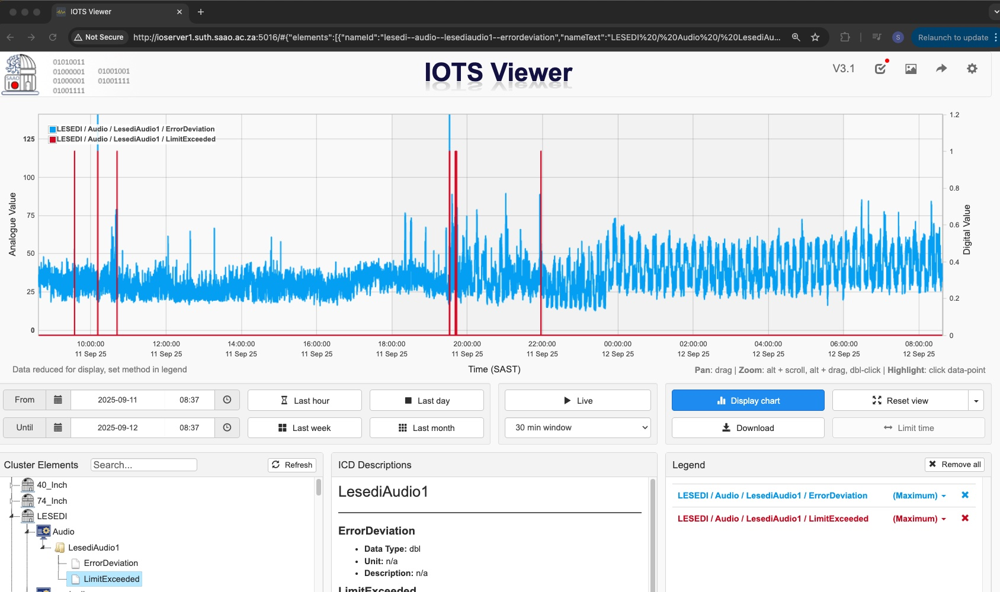 IOTS Viewer
Not Secure
http://ioserver1.suth.saao.ac.za:5016/#{"elements":[{"nameId":"lesedi--audio--lesediaudio1--errordeviation","nameText":"LESEDI%20/%20Audio%20/%20LesediAu...
S
Relaunch to update
01010011
01000001 01001001
01000001 01001111
01001111
SAAO
IOTS Viewer
V3.1
LESEDI / Audio / LesediAudio1 / ErrorDeviation
LESEDI / Audio / LesediAudio1 / LimitExceeded
Analogue Value
125
100
75
50
25
0
1.2
1
0.8
0.6
0.4
0.2
0
Digital Value
10:00:00 12:00:00 14:00:00 16:00:00 18:00:00 20:00:00 22:00:00 00:00:00 02:00:00 04:00:00 06:00:00 08:00:00
11 Sep 25 11 Sep 25 11 Sep 25 11 Sep 25 11 Sep 25 11 Sep 25 11 Sep 25 12 Sep 25 12 Sep 25 12 Sep 25 12 Sep 25 12 Sep 25
Data reduced for display, set method in legend
Time (SAST)
Pan: drag | Zoom: alt + scroll, alt + drag, dbl-click | Highlight: click data-point
From 2025-09-11 08:37
Last hour
Last day
Live
Display chart
Reset view
Until 2025-09-12 08:37
Last week
Last month
30 min window
Download
Limit time
Cluster Elements
Search...
Refresh
40_Inch
74_Inch
LESEDI
Audio
LesediAudio1
ErrorDeviation
LimitExceeded
ICD Descriptions
LesediAudio1
ErrorDeviation
Data Type: dbl
Unit: n/a
Description: n/a
LimitExceeded
Legend
Remove all
LESEDI / Audio / LesediAudio1 / ErrorDeviation (Maximum)
LESEDI / Audio / LesediAudio1 / LimitExceeded (Maximum)